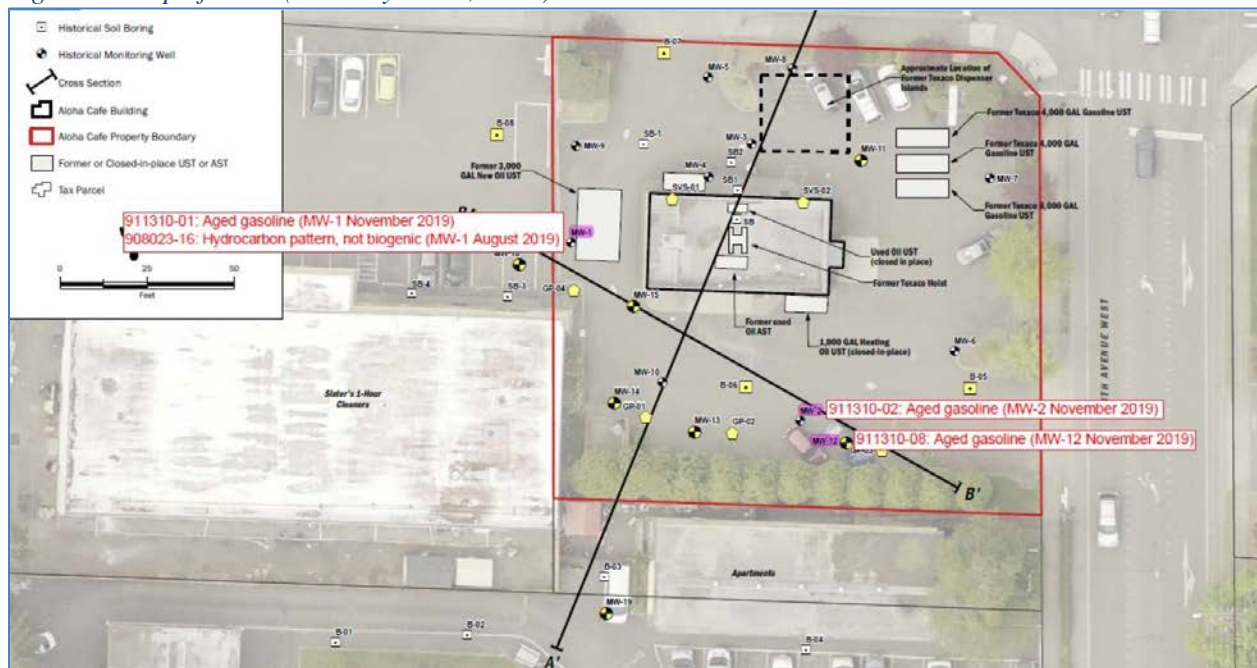 Historical Soil Boring
Historical Monitoring Well
Cross Section
Aloha Cafe Building
Aloha Cafe Property Boundary
Former or Closed-in-place UST or AST
Tax Parcel
911310-01: Aged gasoline (MW-1 November 2019)
908023-16: Hydrocarbon pattern, not biogenic (MW-1 August 2019)
0 25 50
Feet
B-07
MW-5
MW-8
Approximate Location of
Former Texaco Dispenser
Islands
Former Texaco 4,000 GAL Gasoline UST
Former Texaco 4,000 GAL
Gasoline UST
Former Texaco 6,000 GAL
Gasoline UST
B-08
MW-9
SB-1
MW-3
SB2
MW-11
MW-4
SB1
MW-7
Former 3,000
GAL New Oil UST
SVS-01
SVS-02
SB
MW-1
Used Oil UST
(closed in place)
Former Texaco Hoist
SB-4
SB-3
GP-04
MW-15
Former used
Oil AST
1,000 GAL Heating
Oil UST (closed-in-place)
MW-6
Slater's 1-Hour
Cleaners
MW-10
B-06
B-05
MW-14
GP-01
MW-13
GP-02
MW-2
911310-02: Aged gasoline (MW-2 November 2019)
MW-12
911310-08: Aged gasoline (MW-12 November 2019)
B'
AVENUE WEST
B-03
Apartments
MW-19
B-01
B-02
B-04
A'